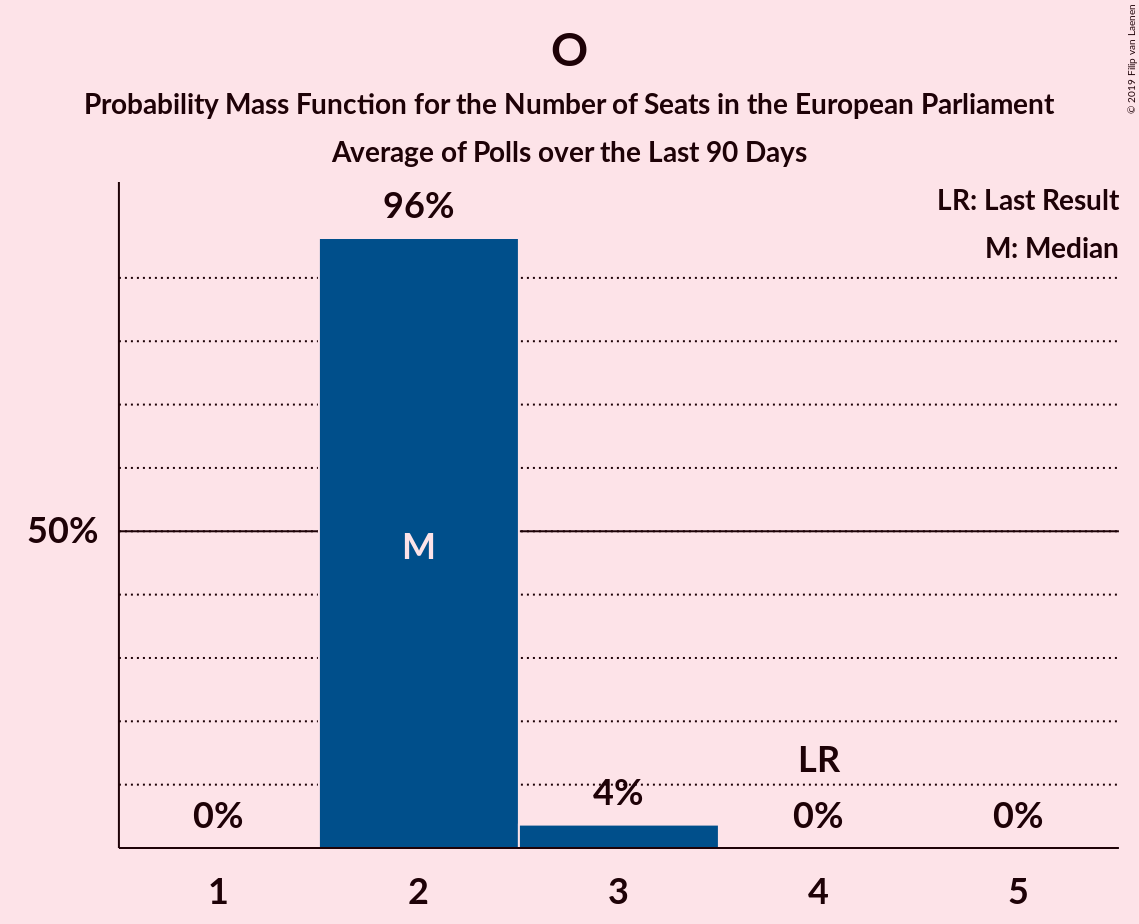 O
Probability Mass Function for the Number of Seats in the European Parliament
Average of Polls over the Last 90 Days
© 2019 Filip van Laenen
LR: Last Result
M: Median
96%
50%
M
LR
0%
4%
0%
0%
1
2
3
4
5